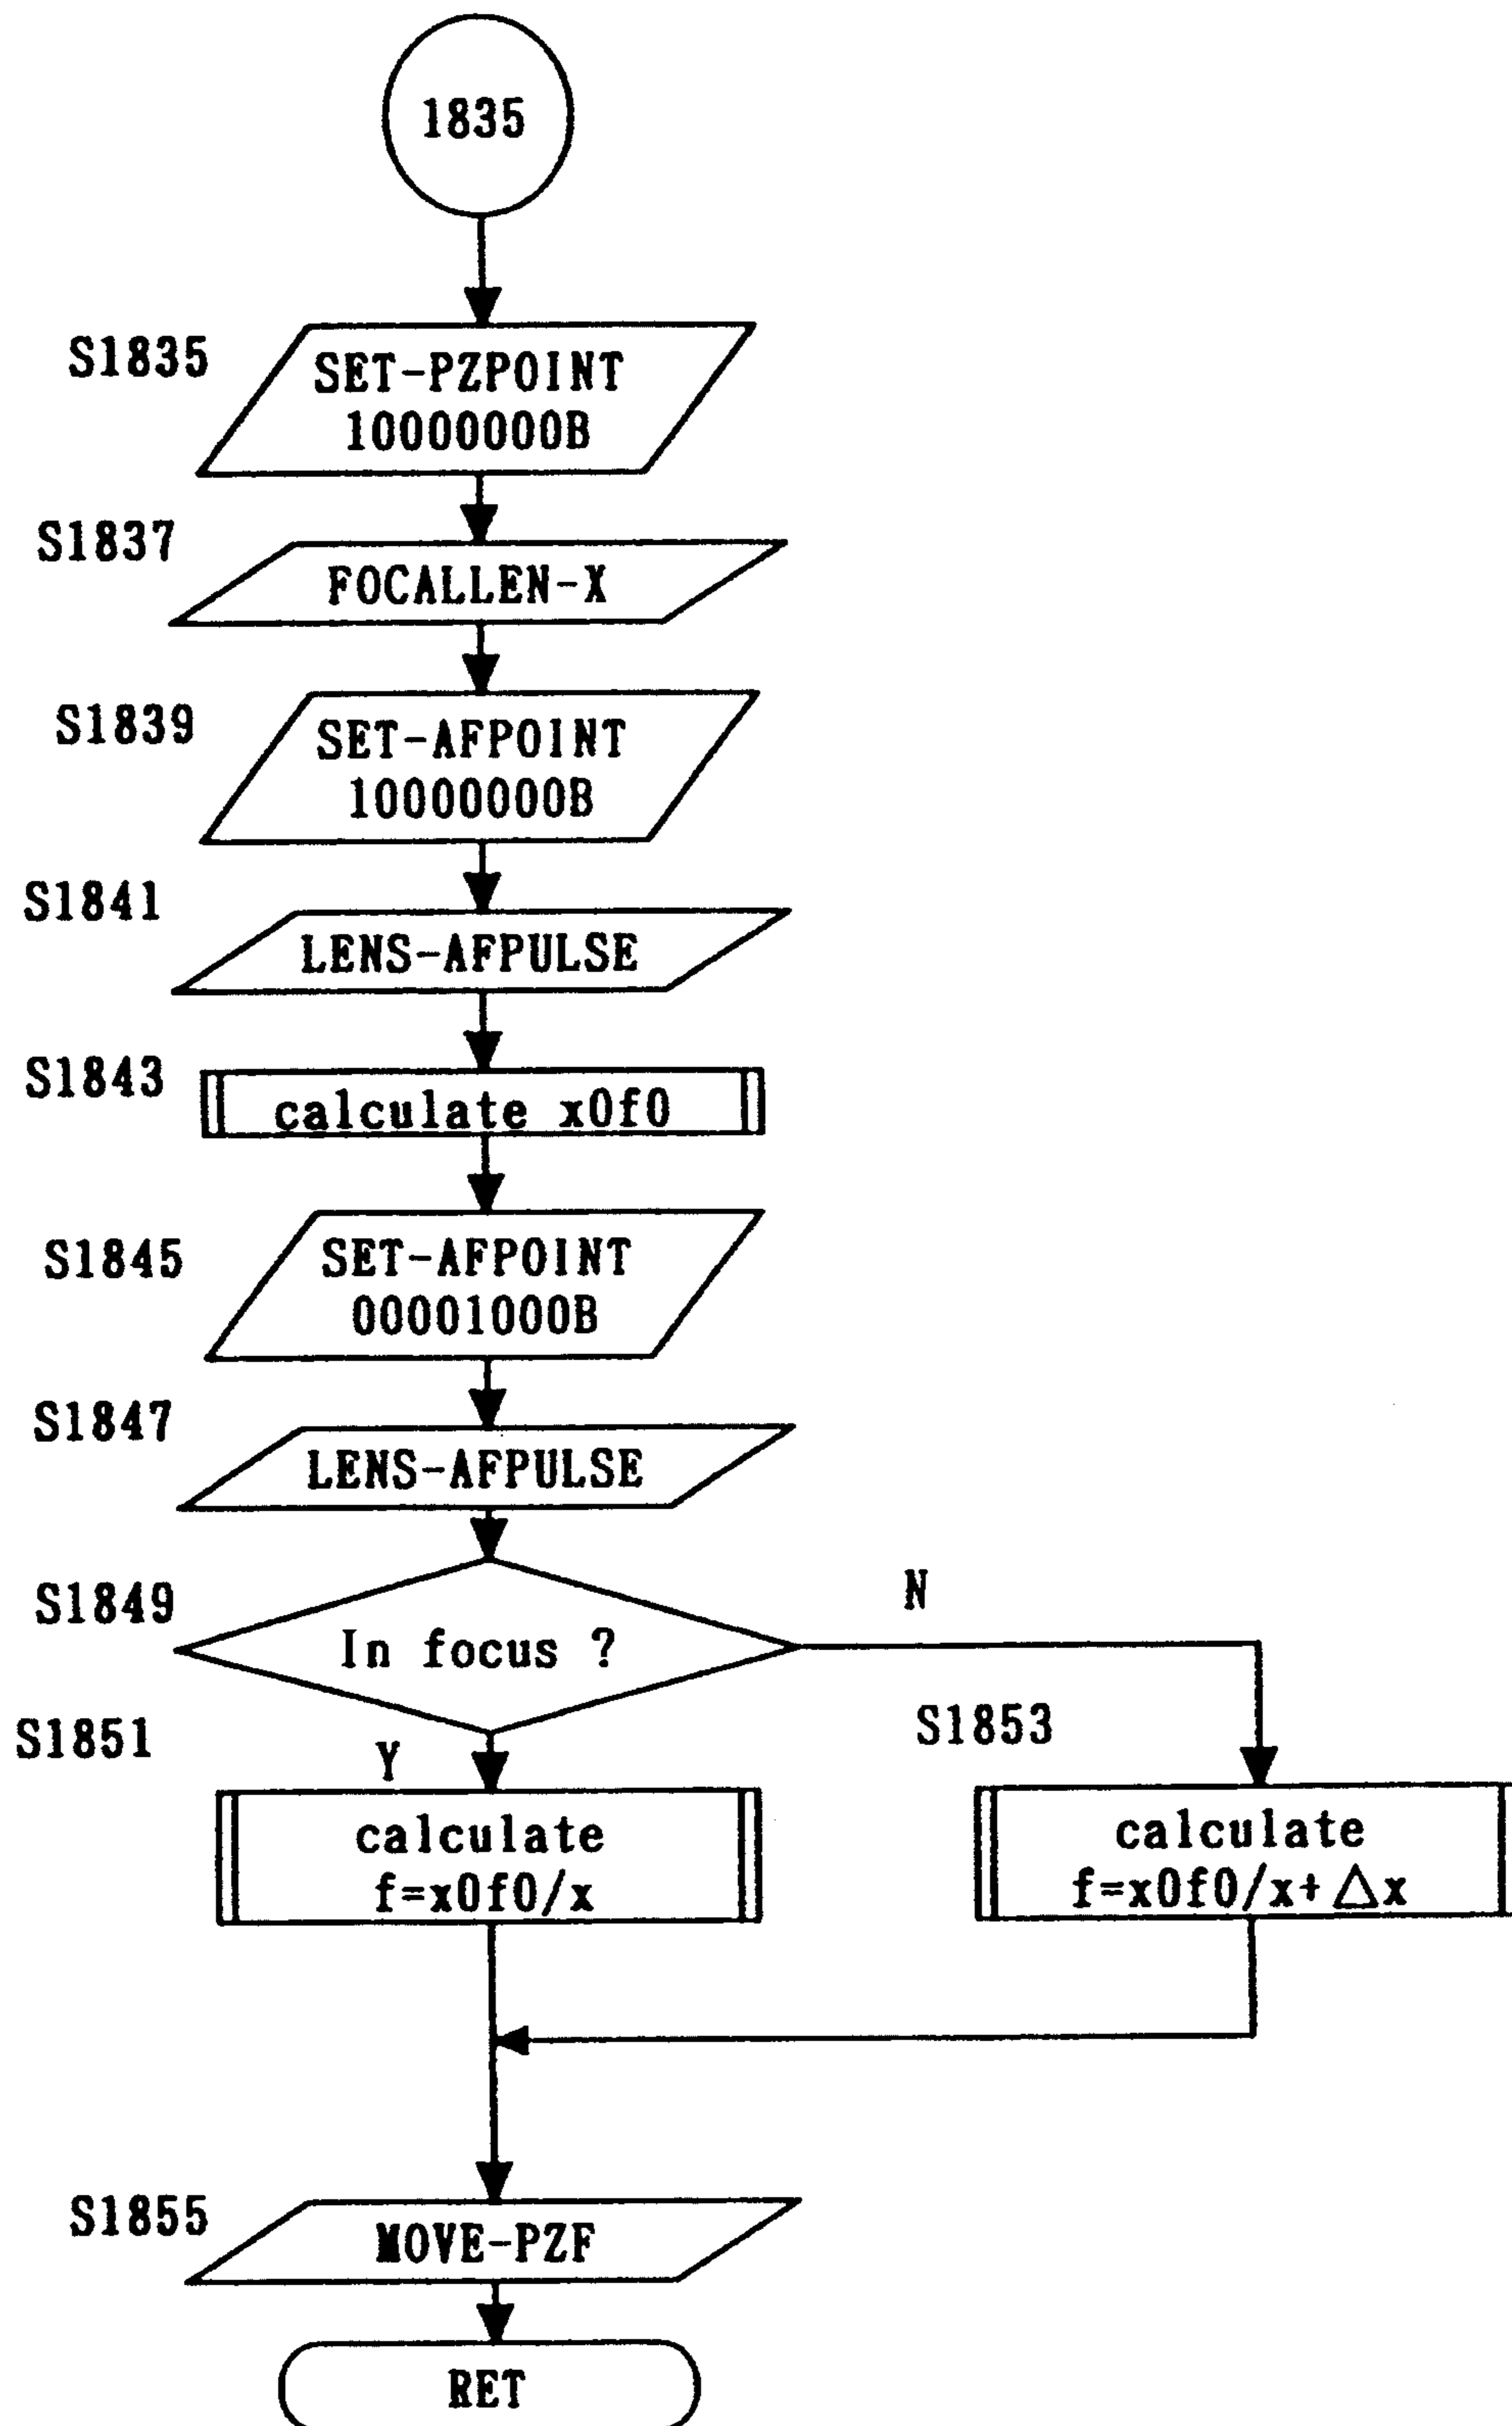 1835
S1835
SET-PZPOINT
10000000B
S1837
FOCALLEN-X
S1839
SET-AFPOINT
10000000B
S1841
LENS-AFPULSE
S1843
calculate x0f0
S1845
SET-AFPOINT
00001000B
S1847
LENS-AFPULSE
S1849
In focus ?
N
S1851
Y
calculate
f=x0f0/x
S1853
calculate
f=x0f0/x+△x
S1855
MOVE-PZF
RET